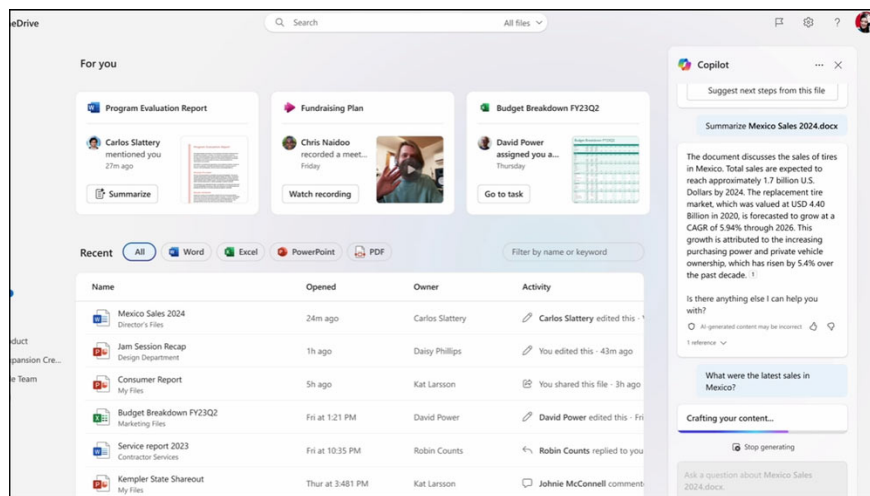 eDrive
Search
All files
For you
Program Evaluation Report
Carlos Slattery
mentioned you
27m ago
Summarize
Fundraising Plan
Chris Naidoo
recorded a meet...
Friday
Watch recording
Budget Breakdown FY23Q2
David Power
assigned you a...
Thursday
Go to task
Recent
All
Word
Excel
PowerPoint
PDF
Filter by name or keyword
Name Opened Owner Activity
Mexico Sales 2024
Director's Files
24m ago
Carlos Slattery
Carlos Slattery edited this ·
Jam Session Recap
Design Department
1h ago
Daisy Phillips
You edited this · 43m ago
Consumer Report
My Files
5h ago
Kat Larsson
You shared this file · 3h ago
Budget Breakdown FY23Q2
Marketing Files
Fri at 1:21 PM
David Power
David Power edited this · Fri
Service report 2023
Contractor Services
Fri at 10:35 PM
Robin Counts
Robin Counts replied to you
Kempler State Shareout
My Files
Thur at 3:481 PM
Kat Larsson
Johnie McConnell comment
oduct
xpansion Cre...
le Team
Copilot
Suggest next steps from this file
Summarize Mexico Sales 2024.docx
The document discusses the sales of tires
in Mexico. Total sales are expected to
reach approximately 1.7 billion U.S.
Dollars by 2024. The replacement tire
market, which was valued at USD 4.40
Billion in 2020, is forecasted to grow at a
CAGR of 5.94% through 2026. This
growth is attributed to the increasing
purchasing power and private vehicle
ownership, which has risen by 5.4% over
the past decade. 1
Is there anything else I can help you
with?
AI-generated content may be incorrect
1 reference
What were the latest sales in
Mexico?
Crafting your content...
Stop generating
Ask a question about Mexico Sales
2024.docx.